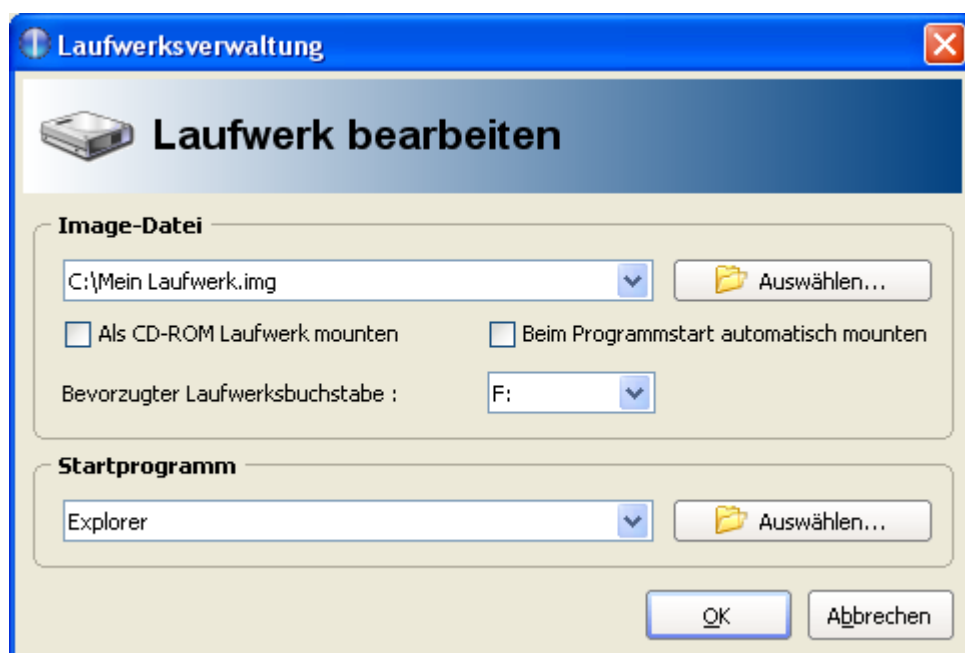 Laufwerksverwaltung
Laufwerk bearbeiten
Image-Datei
C:\Mein Laufwerk.img Auswählen...
Als CD-ROM Laufwerk mounten Beim Programmstart automatisch mounten
Bevorzugter Laufwerksbuchstabe : F:
Startprogramm
Explorer Auswählen...
OK Abbrechen